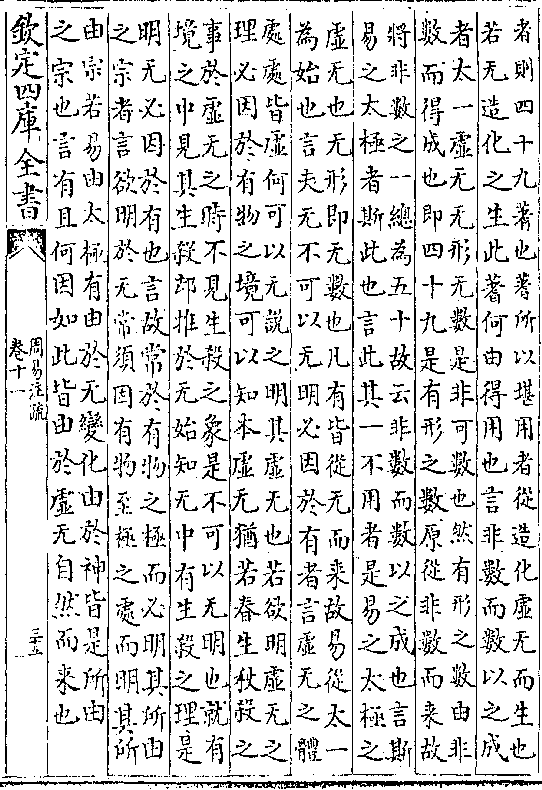 者則四十九蓍也蓍所以堪用者從造化虛无而生也
若无造化之生此蓍何由得用也言非數而數以之成
者太一虛无无形无數是非可數也然有形之數由非
數而得成也即四十九是有形之數原從非數而来故
將非數之一總為五十故云非數而數以之成也言斯
易之太極者斯此也言此其一不用者是易之太極之
虛无也无形即无數也凡有皆從无而来故易從太一
為始也言夫无不可以无明必因於有者言虛无之體
處處皆虛何可以无說之明其虛无也若欲明虛无之
理必因於有物之境可以知本虛无猶若春生秋殺之
事於虛无之時不見生殺之象是不可以无明也就有
境之中見其生殺却推於无始知无中有生殺之理是
明无必因於有也言故常於有物之極而必明其所由
之宗者言欲明於无常須因有物至極之處而明其所
由宗若易由太極有由於无變化由於神皆是所由
之宗也言有且何因如此皆由於虛无自然而来也
欽定四庫全書
周易注疏
卷十一
三十五